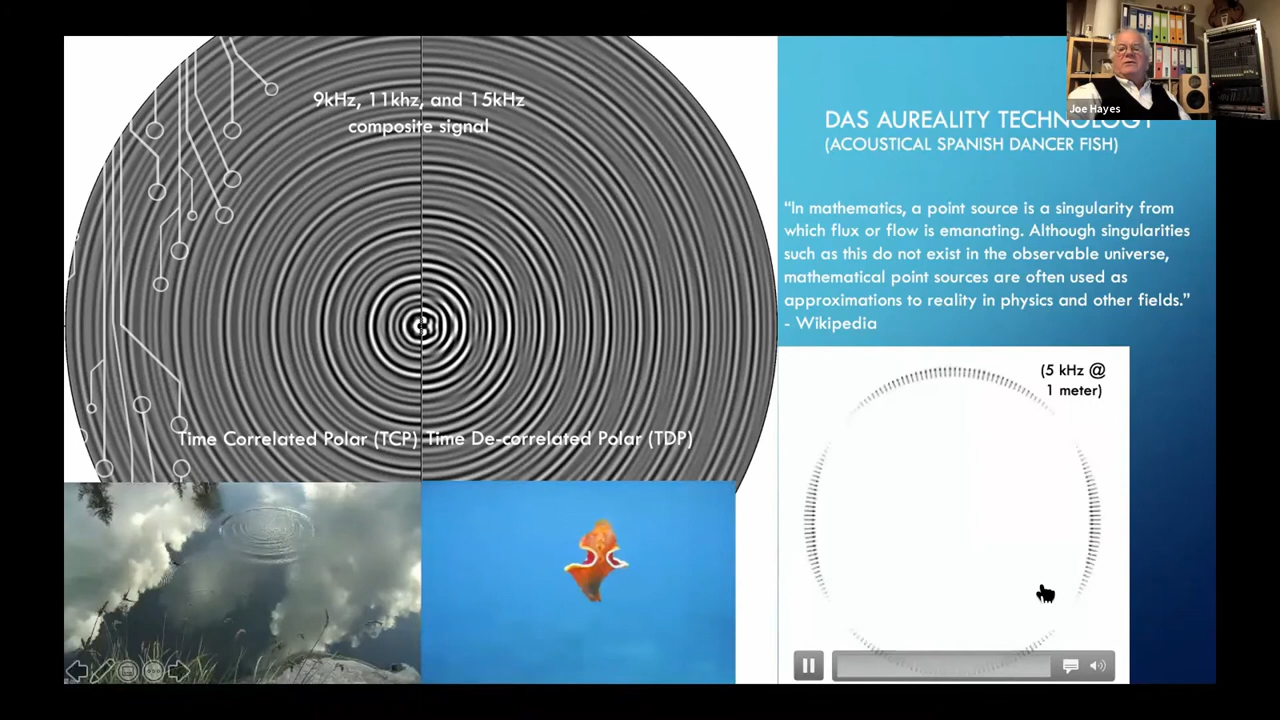 Joe Hayes
9kHz, 11khz, and 15kHz
composite signal
Time Correlated Polar (TCP)
Time De-correlated Polar (TDP)
DAS AUREALITY TECHNOLOGY
(ACOUSTICAL SPANISH DANCER FISH)
“In mathematics, a point source is a singularity from
which flux or flow is emanating. Although singularities
such as this do not exist in the observable universe,
mathematical point sources are often used as
approximations to reality in physics and other fields.”
- Wikipedia
(5 kHz @
1 meter)